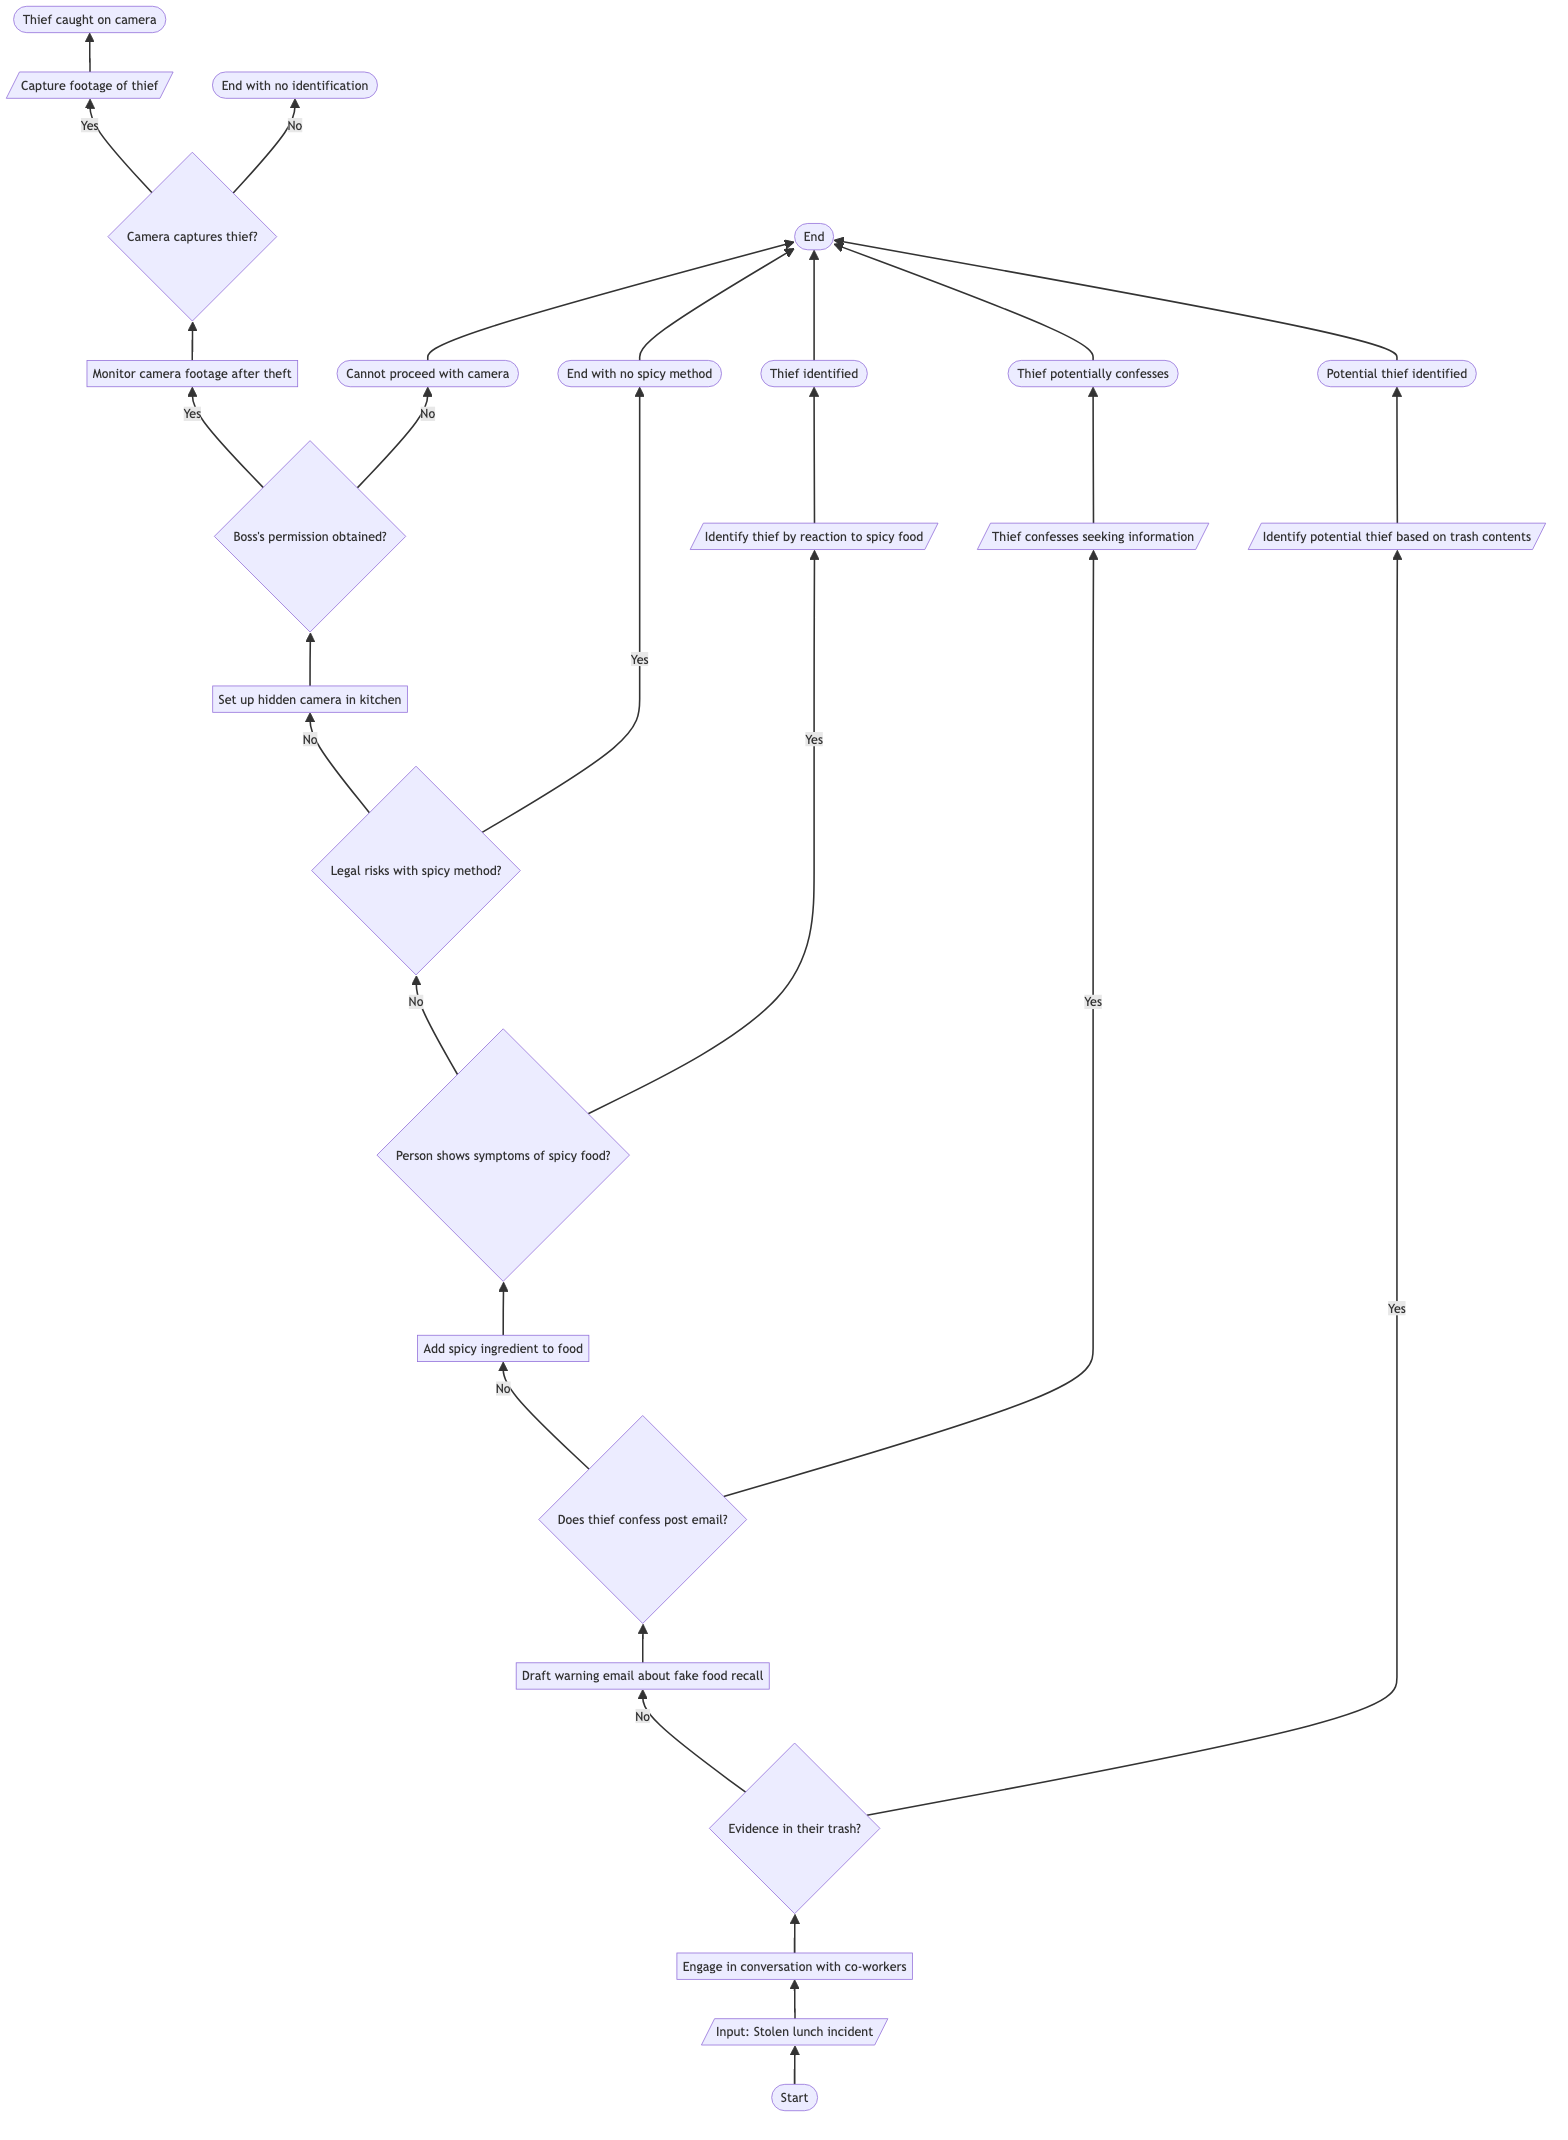 Thief caught on camera
Capture footage of thief
End with no identification
Yes
No
Camera captures thief?
End
Monitor camera footage after theft
Cannot proceed with camera
End with no spicy method
Thief identified
Thief potentially confesses
Potential thief identified
Yes
No
Boss's permission obtained?
Identify thief by reaction to spicy food
Thief confesses seeking information
Identify potential thief based on trash contents
Yes
Set up hidden camera in kitchen
No
Yes
Legal risks with spicy method?
No
Yes
Person shows symptoms of spicy food?
Yes
Add spicy ingredient to food
No
Does thief confess post email?
Draft warning email about fake food recall
No
Evidence in their trash?
Engage in conversation with co-workers
Input: Stolen lunch incident
Start